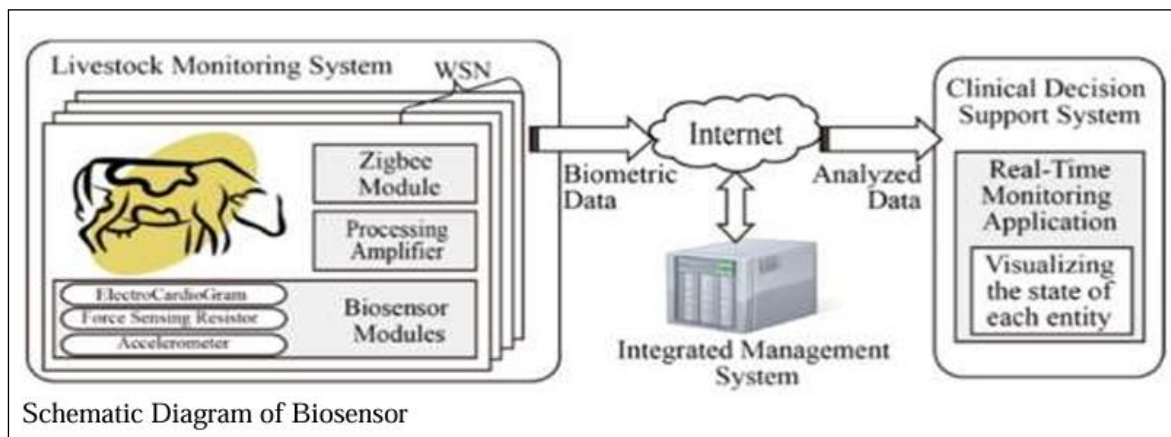 Livestock Monitoring System
WSN
Zigbee
Module
Processing
Amplifier
ElectroCardioGram
Force Sensing Resistor
Accelerometer
Biosensor
Modules
Biometric
Data
Internet
Analyzed
Data
Integrated Management
System
Clinical Decision
Support System
Real-Time
Monitoring
Application
Visualizing
the state of
each entity
Schematic Diagram of Biosensor